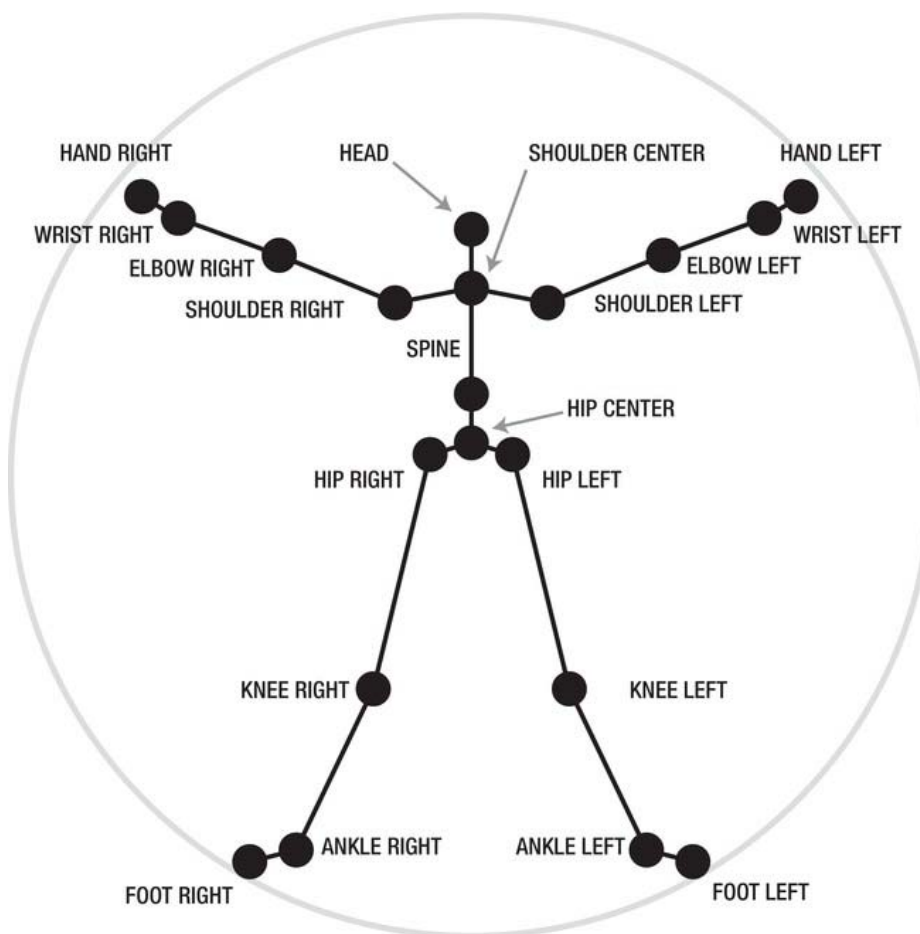 HAND RIGHT
HEAD
SHOULDER CENTER
HAND LEFT
WRIST RIGHT
WRIST LEFT
ELBOW RIGHT
ELBOW LEFT
SHOULDER RIGHT
SHOULDER LEFT
SPINE
HIP CENTER
HIP RIGHT
HIP LEFT
KNEE RIGHT
KNEE LEFT
ANKLE RIGHT
ANKLE LEFT
FOOT RIGHT
FOOT LEFT